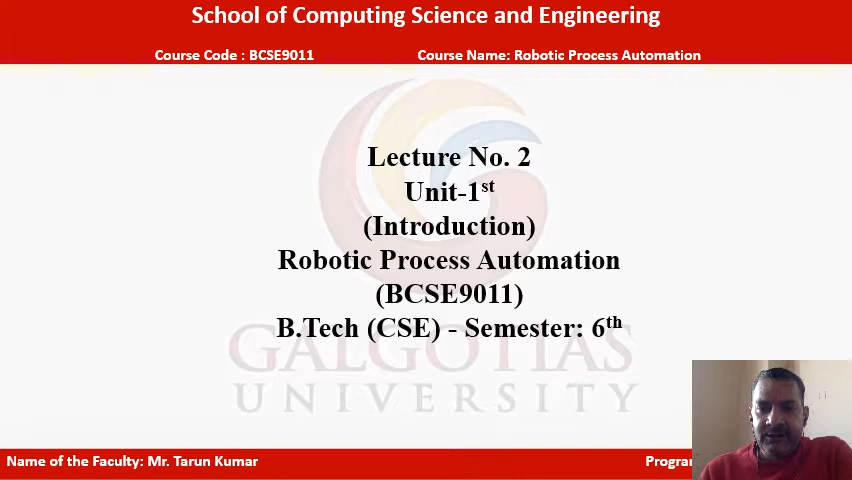 School of Computing Science and Engineering
Course Code : BCSE9011 Course Name: Robotic Process Automation
Lecture No. 2
Unit-1st
(Introduction)
Robotic Process Automation
(BCSE9011)
B.Tech (CSE) - Semester: 6th
GALGOTIAS
UNIVERSITY
Name of the Faculty: Mr. Tarun Kumar